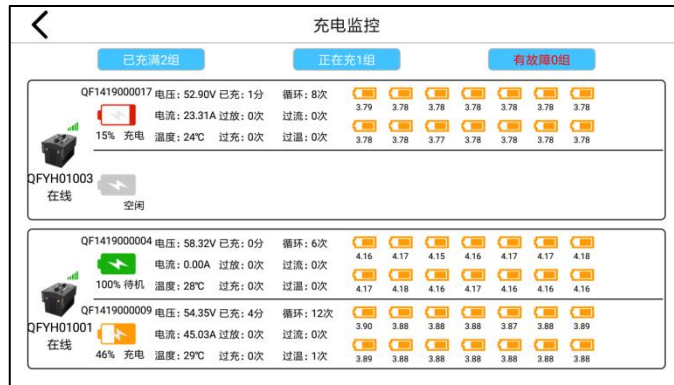 充电监控
已充满2组 正在充1组 有故障0组
QF1419000017 电压: 52.90V 已充: 1分 循环: 8次
3.79 3.78 3.78 3.78 3.78 3.78 3.78
电流: 23.31A 过放: 0次 过流: 0次
15% 充电 温度: 24℃ 过充: 0次 过温: 0次
3.78 3.78 3.77 3.78 3.78 3.78 3.78
QFYH01003
在线
空闲
QF1419000004 电压: 58.32V 已充: 0分 循环: 6次
4.16 4.17 4.15 4.16 4.17 4.17 4.18
电流: 0.00A 过放: 0次 过流: 0次
100% 待机 温度: 28℃ 过充: 0次 过温: 0次
4.17 4.18 4.16 4.17 4.16 4.16 4.16
QFYH01001
在线
QF1419000009 电压: 54.35V 已充: 4分 循环: 12次
3.90 3.88 3.88 3.88 3.87 3.88 3.89
电流: 45.03A 过放: 0次 过流: 0次
46% 充电 温度: 29℃ 过充: 0次 过温: 1次
3.89 3.88 3.88 3.88 3.88 3.88 3.88